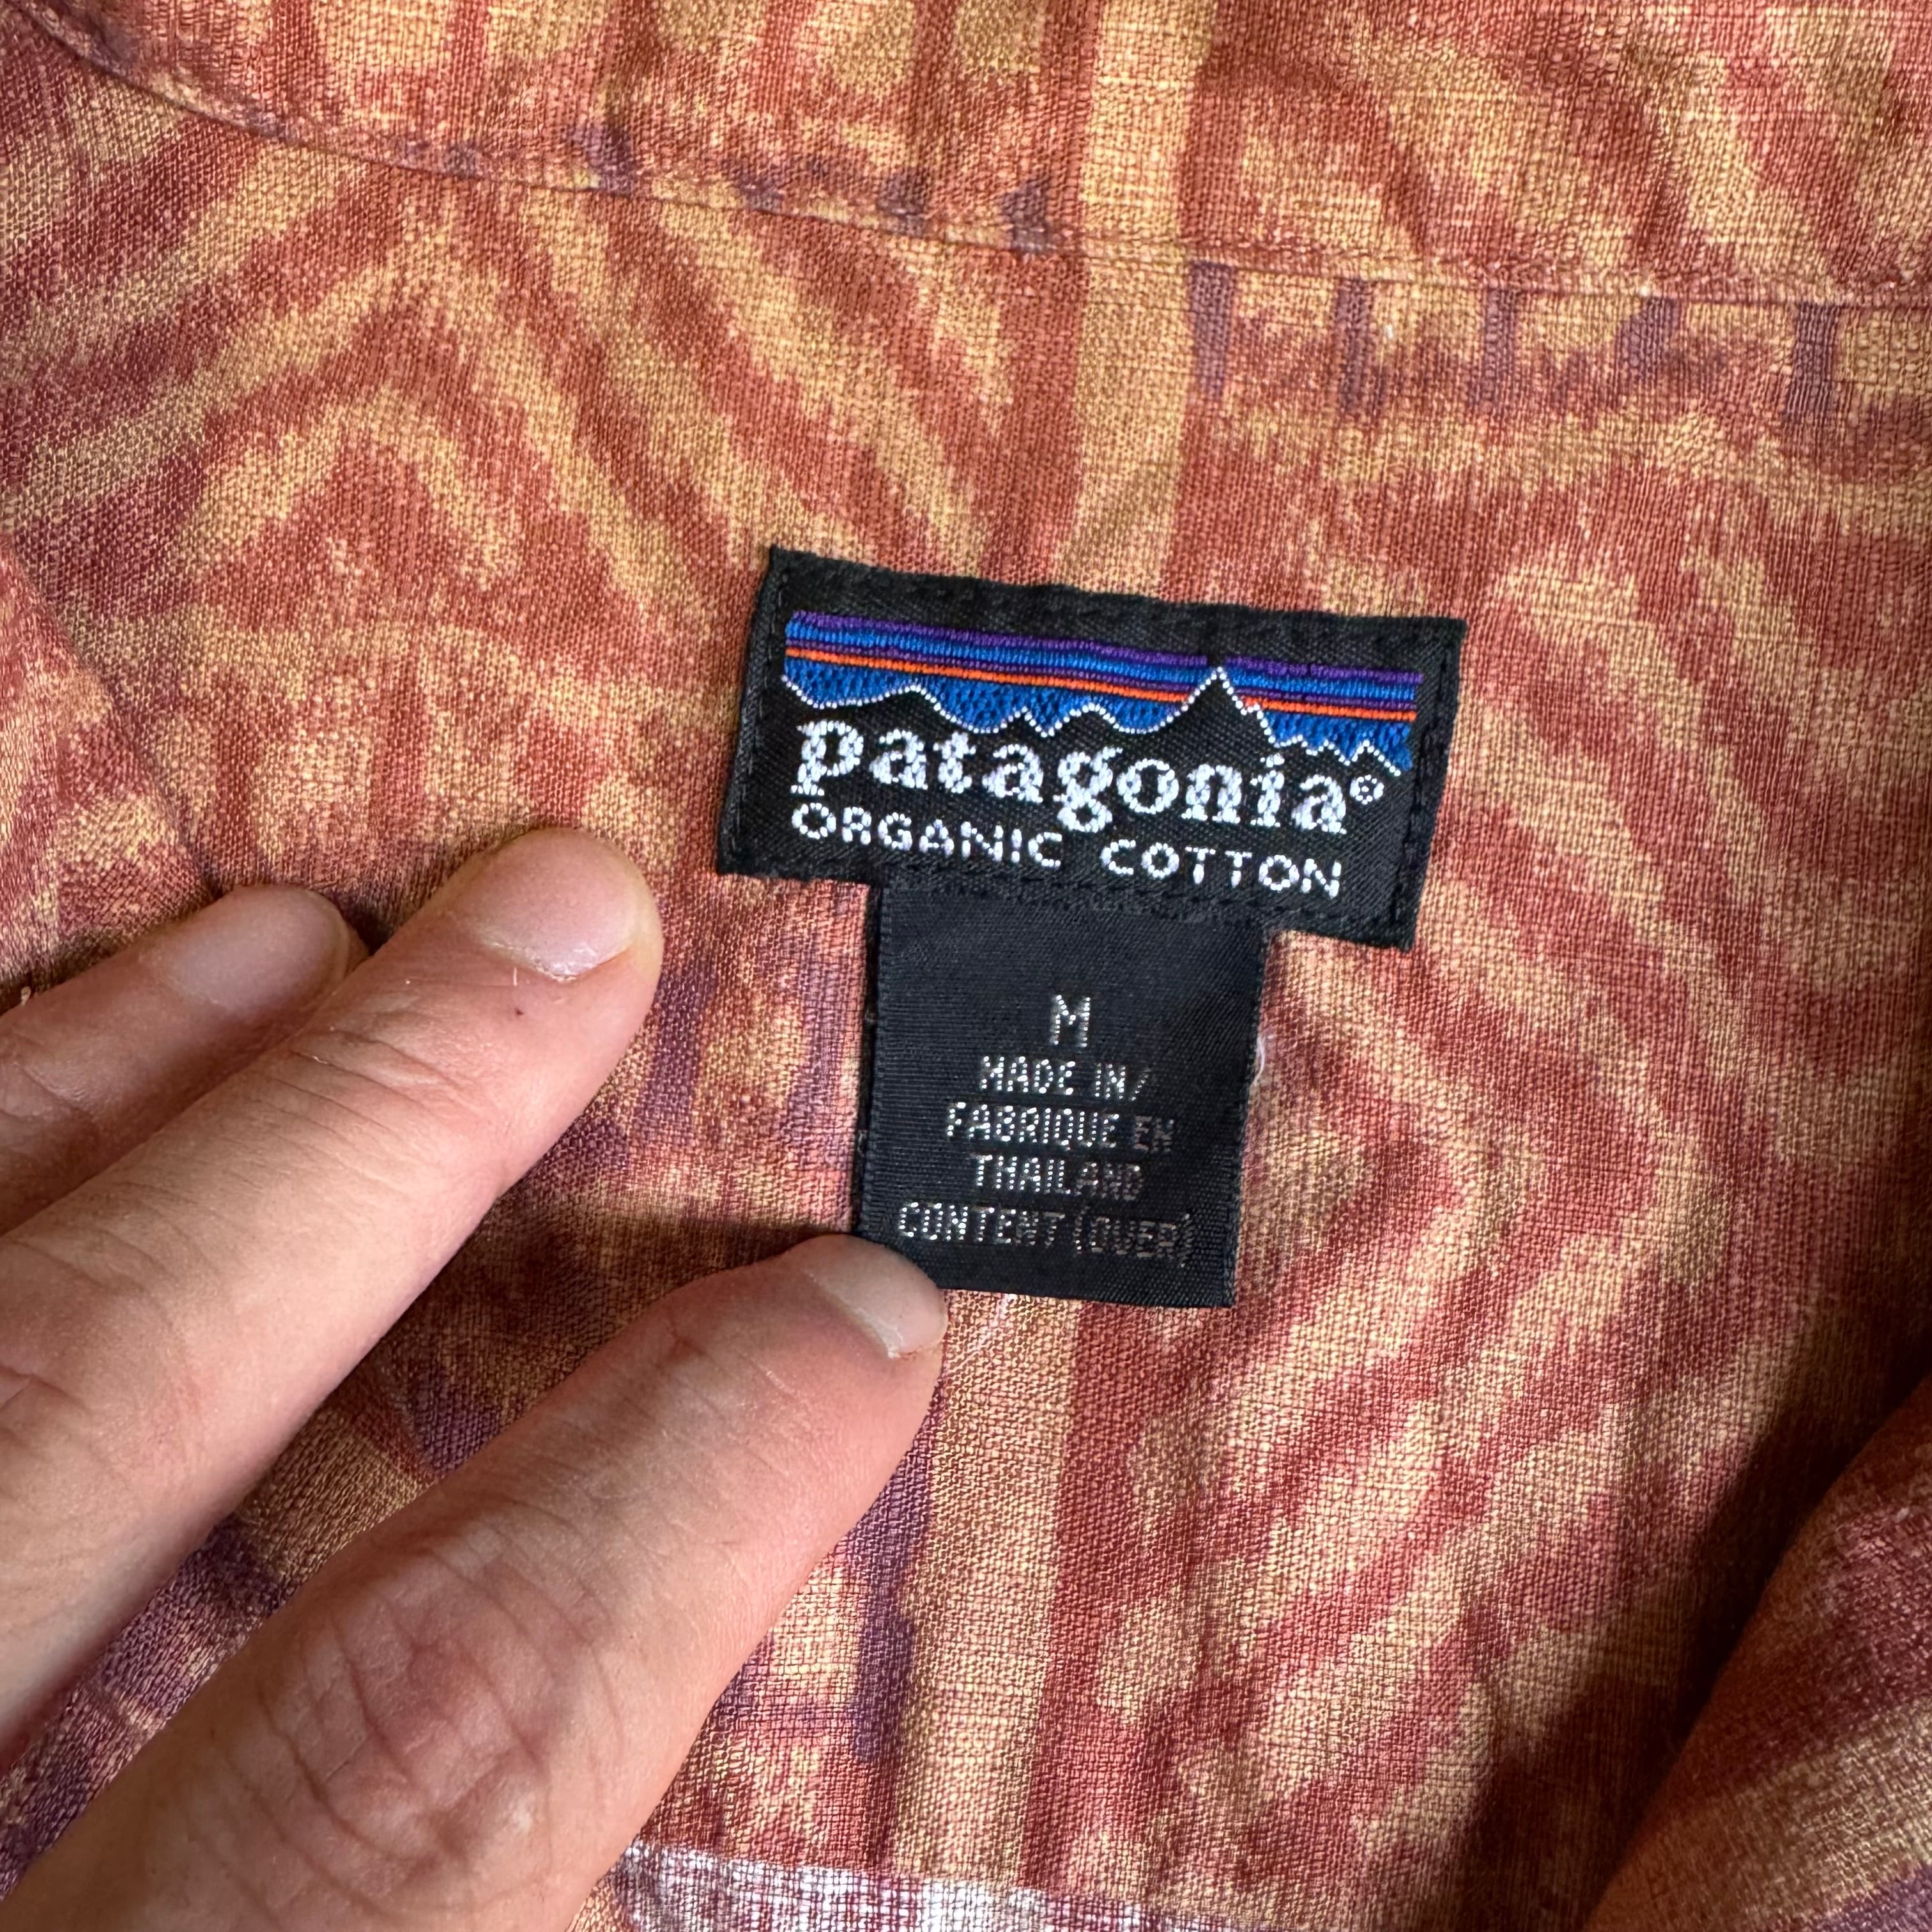 patagonia®
ORGANIC COTTON
M
MADE IN/
FABRIQUE EN
THAILAND
CONTENT (OVER)